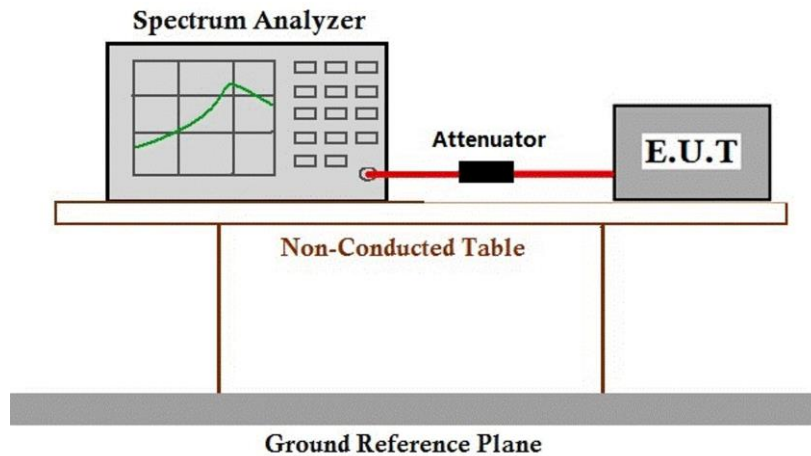 Spectrum Analyzer
Attenuator
E.U.T
Non-Conducted Table
Ground Reference Plane